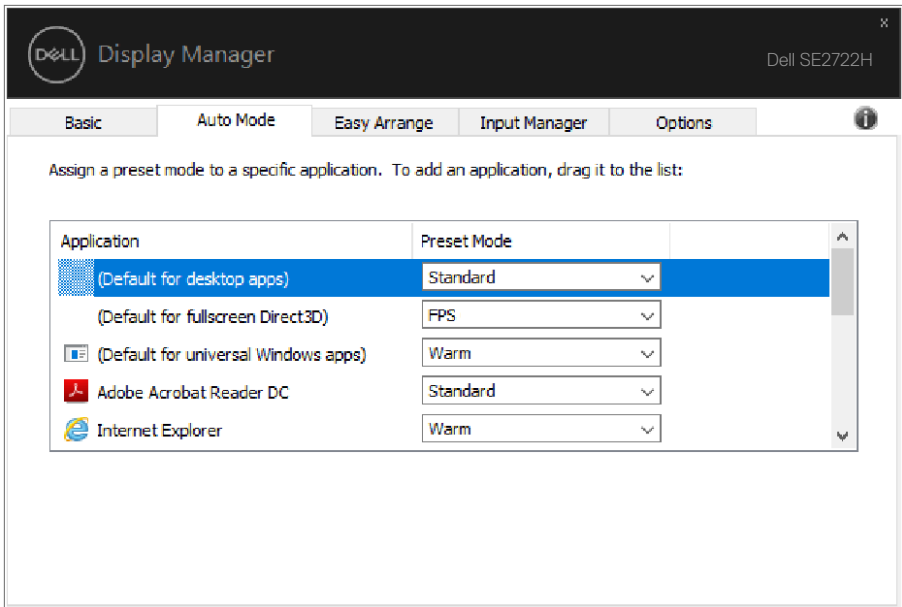 x
DELL Display Manager
Dell SE2722H
Basic Auto Mode Easy Arrange Input Manager Options
Assign a preset mode to a specific application. To add an application, drag it to the list:
Application Preset Mode
(Default for desktop apps) Standard
(Default for fullscreen Direct3D) FPS
(Default for universal Windows apps) Warm
Adobe Acrobat Reader DC Standard
Internet Explorer Warm